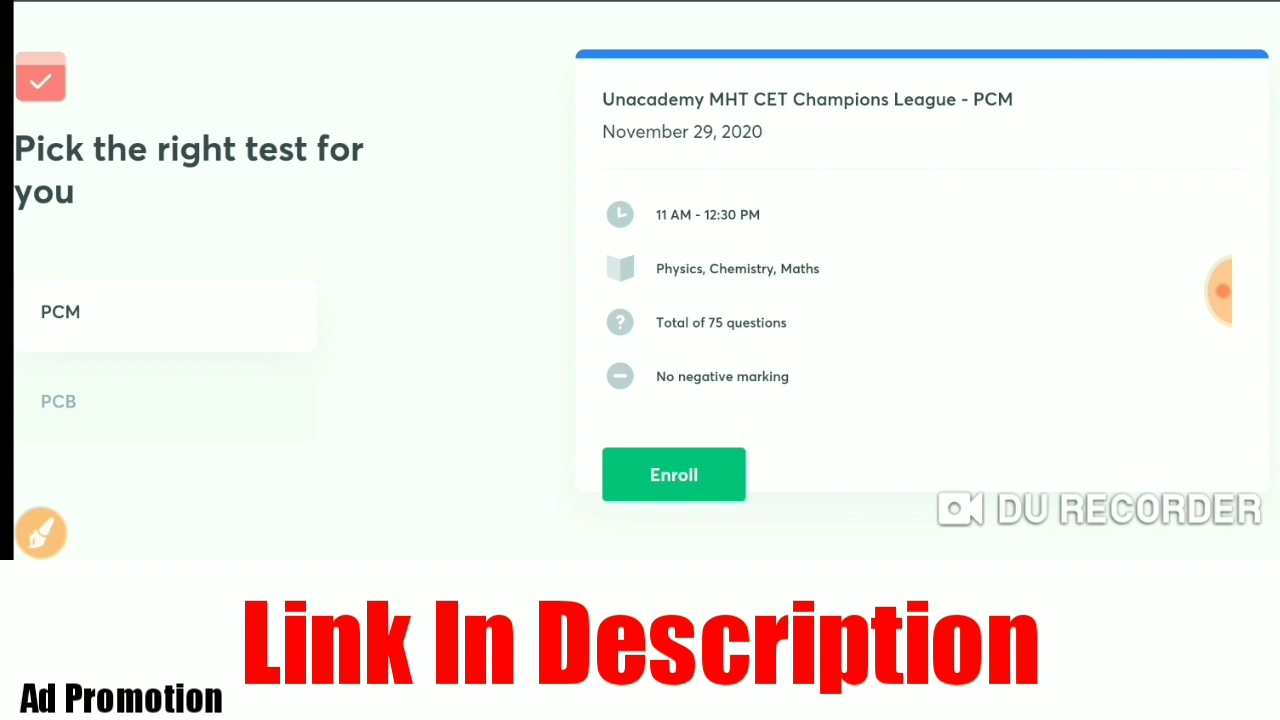 Pick the right test for
you
PCM
PCB
Unacademy MHT CET Champions League - PCM
November 29, 2020
11 AM - 12:30 PM
Physics, Chemistry, Maths
?
Total of 75 questions
No negative marking
Enroll
DU RECORDER
Link In Description
Ad Promotion